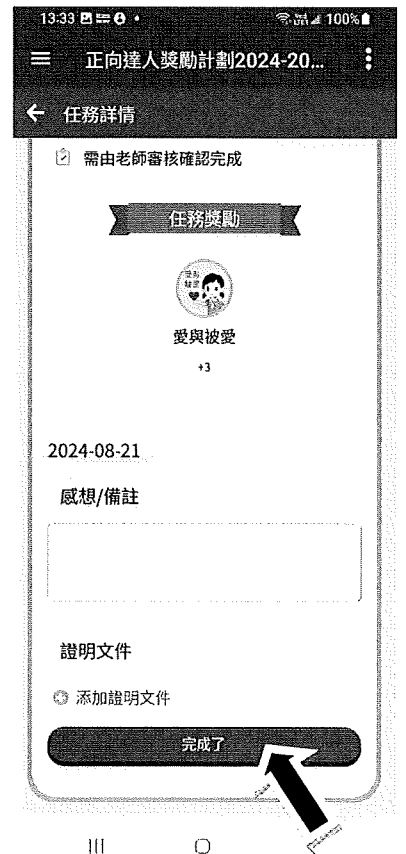 13:33
100%
正向達人獎勵計劃2024-20...
任務詳情
需由老師審核確認完成
任務獎勵
愛與被愛
+3
2024-08-21
感想/備註
證明文件
添加證明文件
完成了